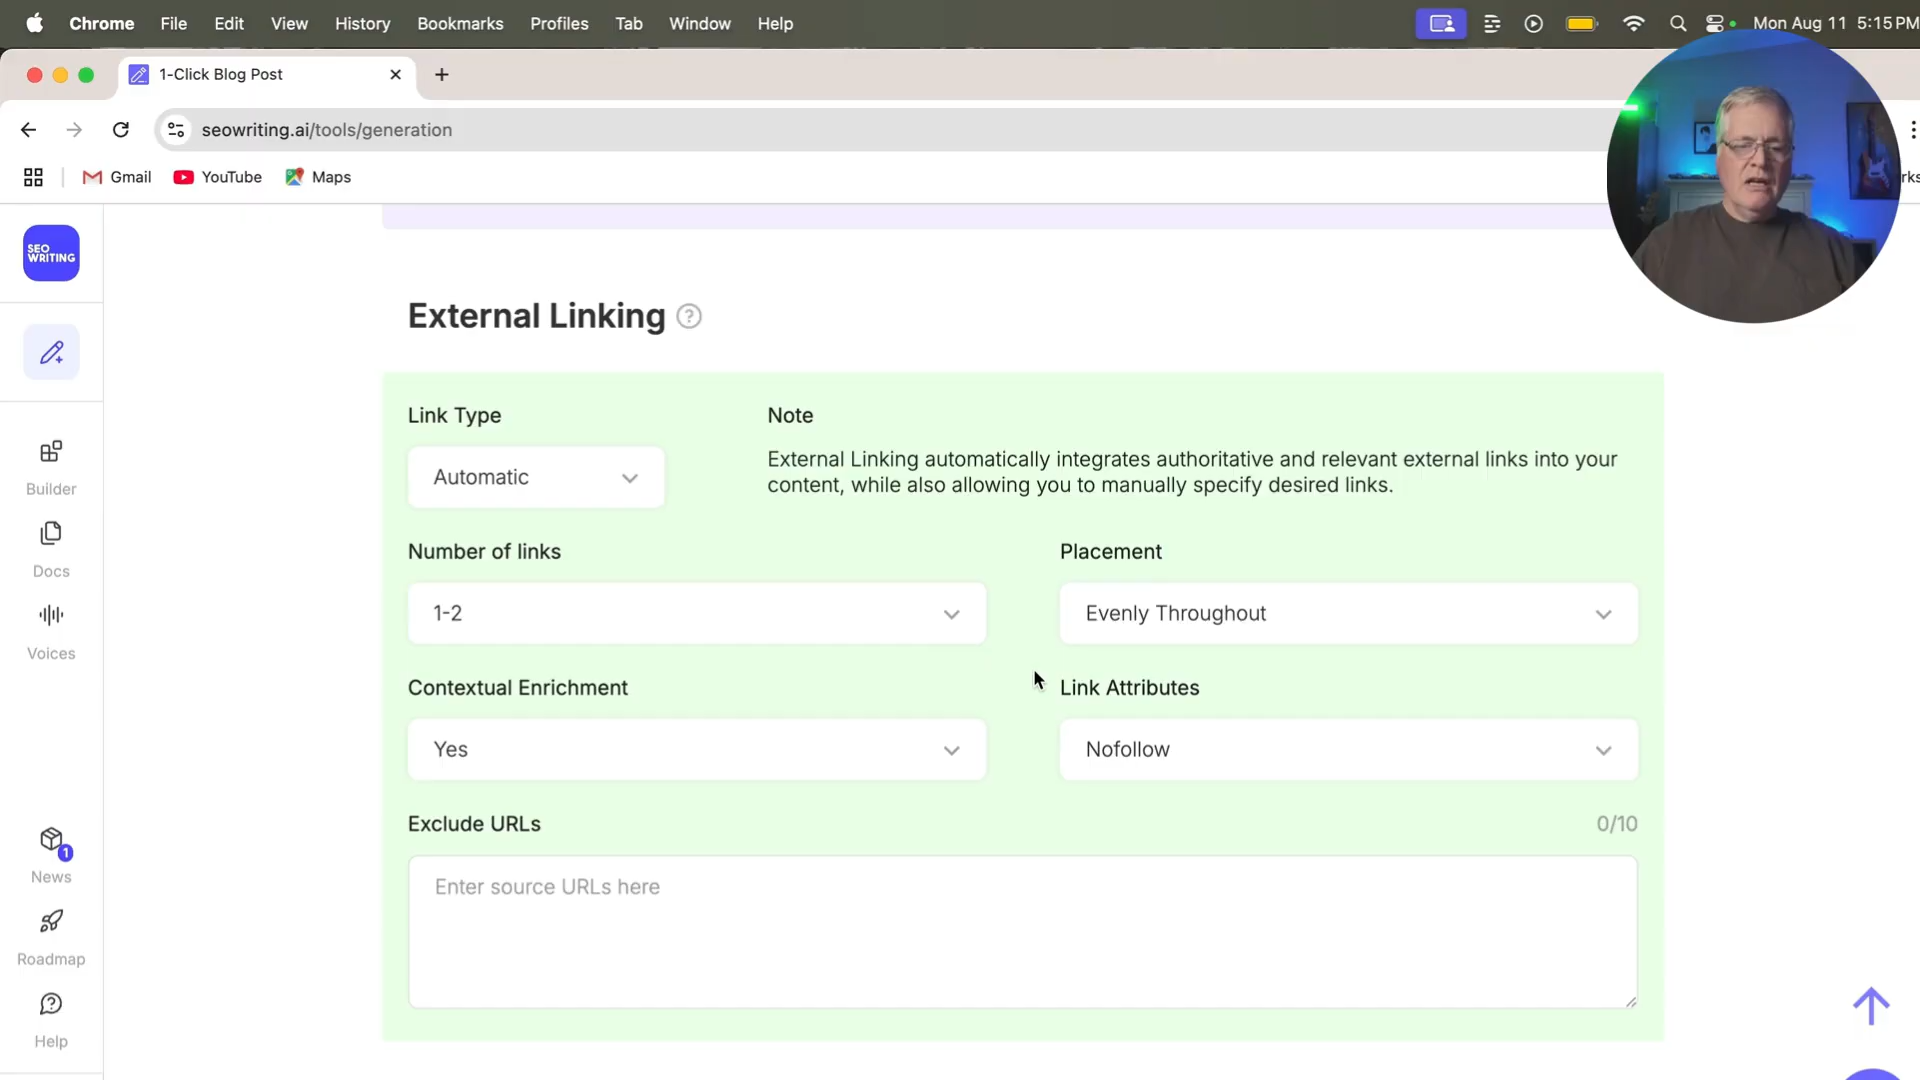 Chrome File Edit View History Bookmarks Profiles Tab Window Help Mon Aug 11 5:15PM
1-Click Blog Post
seowriting.ai/tools/generation
Gmail YouTube Maps
SEO
WRITING
External Linking ?
Link Type
Automatic
Note
External Linking automatically integrates authoritative and relevant external links into your
content, while also allowing you to manually specify desired links.
Number of links
1-2
Placement
Evenly Throughout
Contextual Enrichment
Yes
Link Attributes
Nofollow
Exclude URLs 0/10
Enter source URLs here
Builder
Docs
Voices
1
News
Roadmap
Help